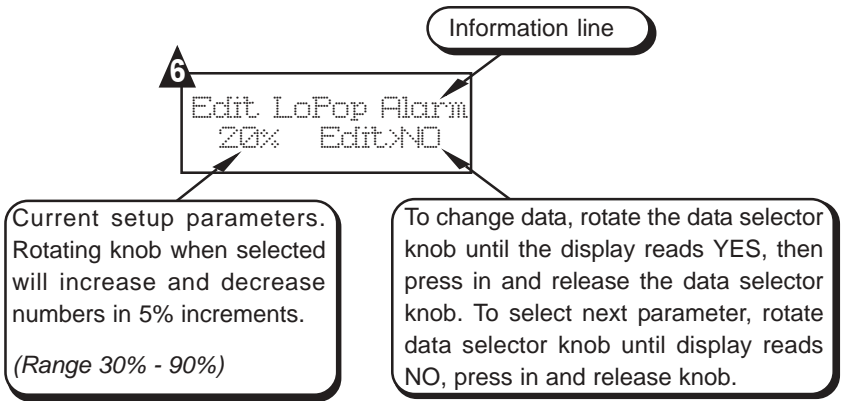 Information line
6
Edit LoPop Alarm
20% Edit>NO
Current setup parameters.
Rotating knob when selected
will increase and decrease
numbers in 5% increments.
(Range 30% - 90%)
To change data, rotate the data selector
knob until the display reads YES, then
press in and release the data selector
knob. To select next parameter, rotate
data selector knob until display reads
NO, press in and release knob.